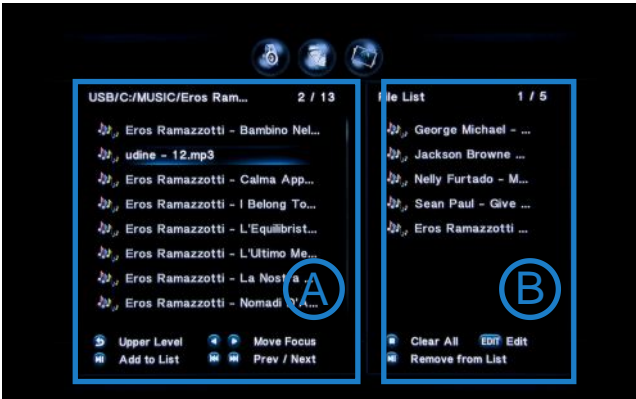 USB/C:/MUSIC/Eros Ram... 2 / 13
Eros Ramazzotti - Bambino Nel...
udine - 12.mp3
Eros Ramazzotti - Calma App...
Eros Ramazzotti - I Belong To...
Eros Ramazzotti - L'Equilibrist...
Eros Ramazzotti - L'Ultimo Me...
Eros Ramazzotti - La Nostra ...
Eros Ramazzotti - Nomadi D'A...
Upper Level Move Focus
Add to List Prev / Next
A
File List 1 / 5
George Michael - ...
Jackson Browne ...
Nelly Furtado - M...
Sean Paul - Give ...
Eros Ramazzotti ...
Clear All EDIT Edit
Remove from List
B